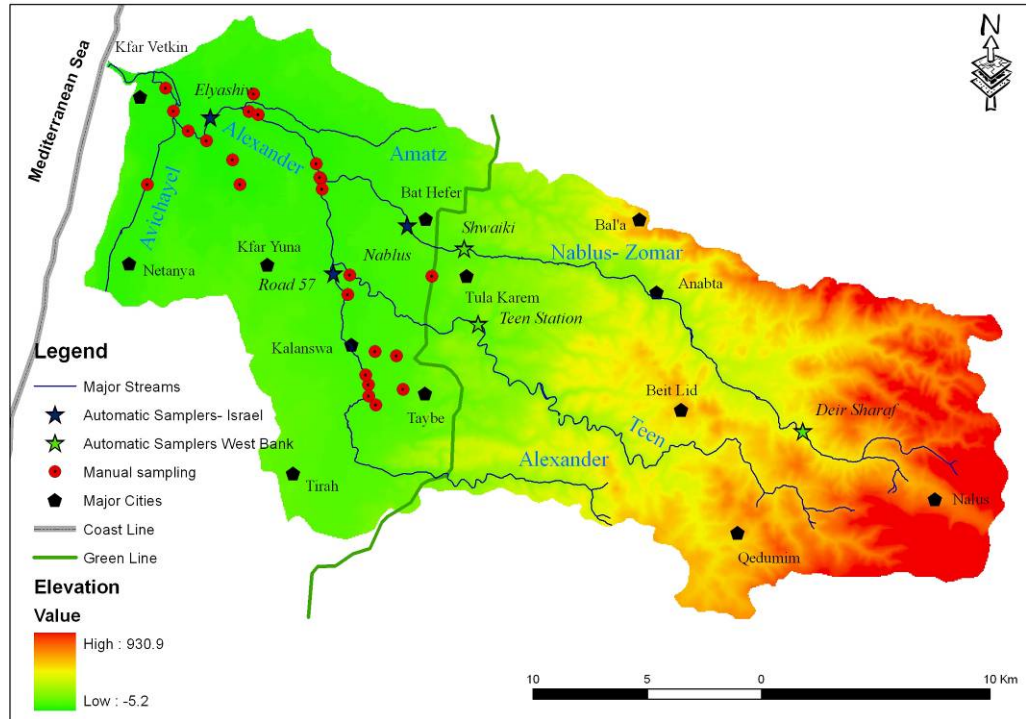 Kfar Vetkin
N
Mediterranean Sea
Elyashiv
Alexander
Amatz
Avichayel
Bat Hefer
Shwaiki
Bal'a
Kfar Yuna
Nablus
Nablus- Zomar
Netanya
Road 57
Tula Karem
Anabta
Teen Station
Kalanswa
Taybe
Beit Lid
Deir Sharaf
Teen
Alexander
Tirah
Nalus
Qedumim
Legend
Major Streams
Automatic Samplers- Israel
Automatic Samplers West Bank
Manual sampling
Major Cities
Coast Line
Green Line
Elevation
Value
High : 930.9
Low : -5.2
10 5 0 10 Km